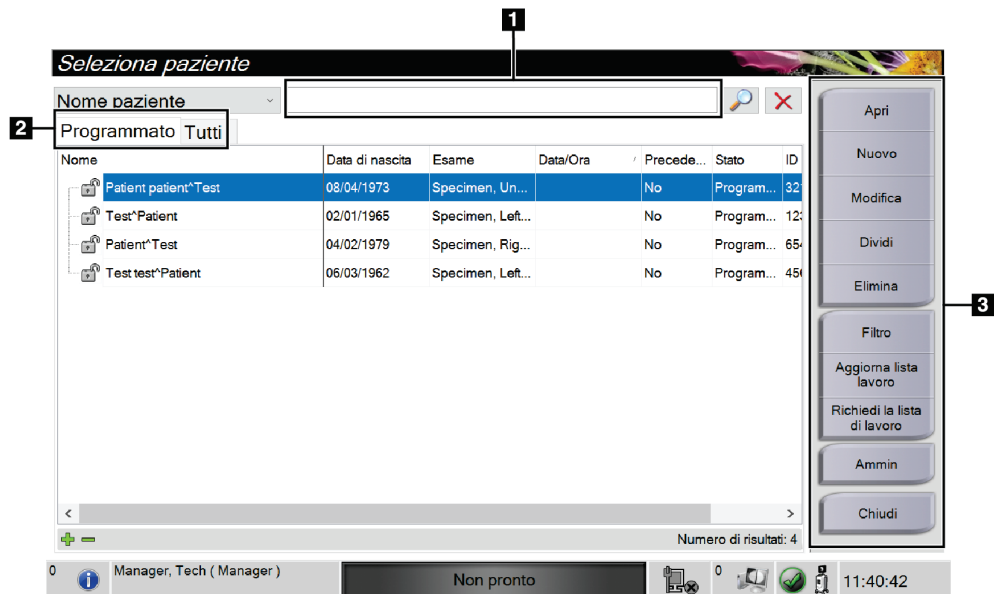 1
Seleziona paziente
Nome paziente
2
Programmato Tutti
Nome Data di nascita Esame Data/Ora Precede... Stato ID
Patient patient^Test 08/04/1973 Specimen, Un... No Program... 32
Test^Patient 02/01/1965 Specimen, Left... No Program... 12
Patient^Test 04/02/1979 Specimen, Rig... No Program... 65
Test test^Patient 06/03/1962 Specimen, Left... No Program... 45
Numero di risultati: 4
Apri
Nuovo
Modifica
Dividi
Elimina
3
Filtro
Aggiorna lista
lavoro
Richiedi la lista
di lavoro
Ammin
Chiudi
0 Manager, Tech ( Manager ) Non pronto 0 11:40:42